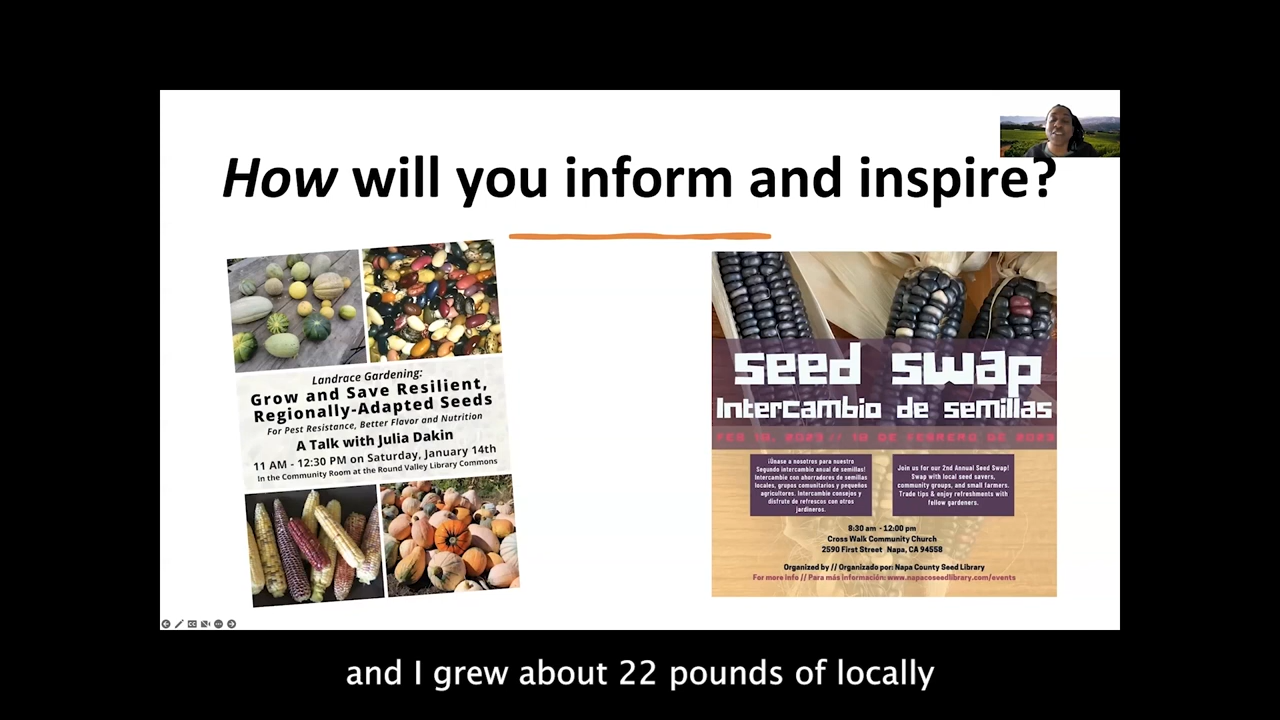 How will you inform and inspire?
Landrace Gardening:
Grow and Save Resilient,
Regionally-Adapted Seeds
For Pest Resistance, Better Flavor and Nutrition
A Talk with Julia Dakin
11 AM - 12:30 PM on Saturday, January 14th
In the Community Room at the Round Valley Library Commons
seed swap
Intercambio de semillas
¡Únase a nosotros para nuestro
Segundo intercambio anual de semillas!
Intercambio con ahorradores de semillas
locales, grupos comunitarios y pequeños
agricultores. Intercambie consejos y
disfrute de refrescos con otros
jardineros.
Join us for our 2nd Annual Seed Swap!
Swap with local seed savers,
community groups, and small farmers.
Trade tips & enjoy refreshments with
fellow gardeners.
8:30 am - 12:00 pm
Cross Walk Community Church
2590 First Street Napa, CA 94558
Organized by // Organizado por: Napa County Seed Library
For more info // Para más información: www.napacoseedlibrary.com/events
and I grew about 22 pounds of locally